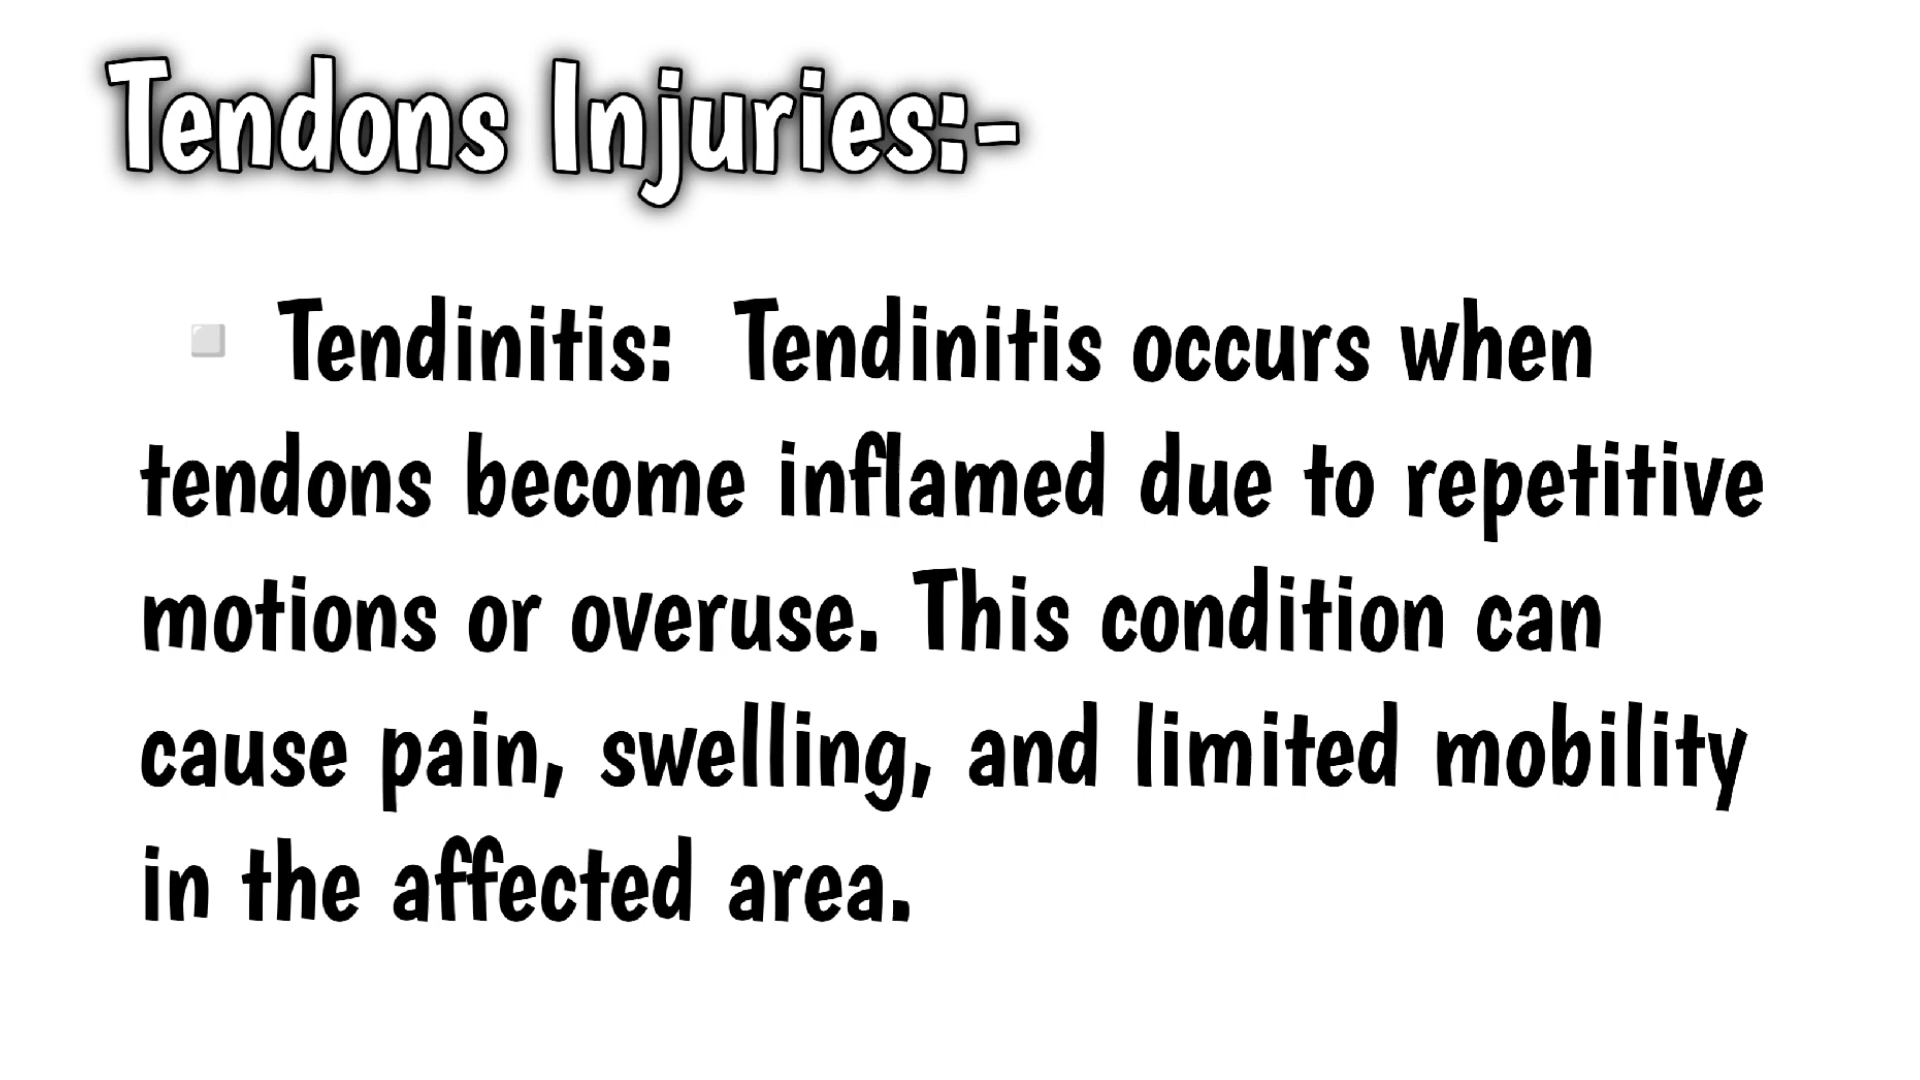 Tendons Injuries:-
▫ Tendinitis: Tendinitis occurs when
tendons become inflamed due to repetitive
motions or overuse. This condition can
cause pain, swelling, and limited mobility
in the affected area.